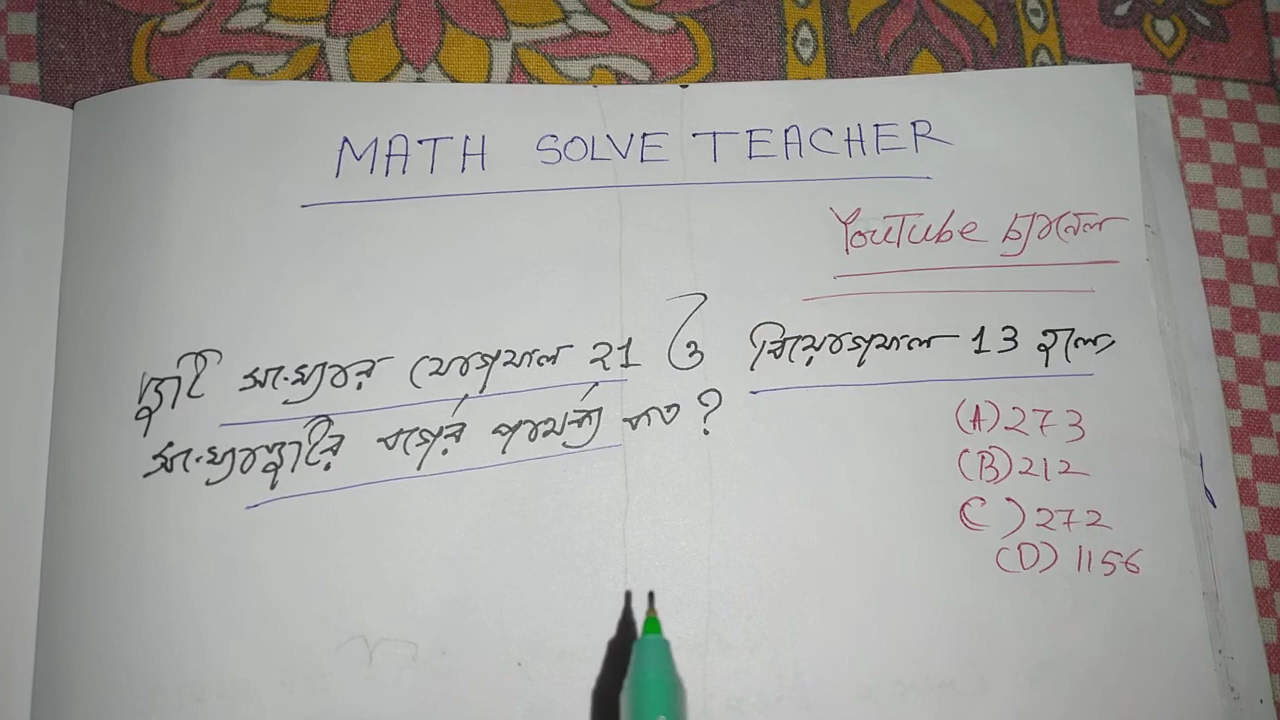 MATH SOLVE TEACHER
YouTube চ্যানেল
দুটি সংখ্যার যোগফল 21 ও বিয়োগফল 13 হলে,
সংখ্যাদুটির বর্গের পার্থক্য কত?
(A) 273
(B) 212
(C) 272
(D) 1156